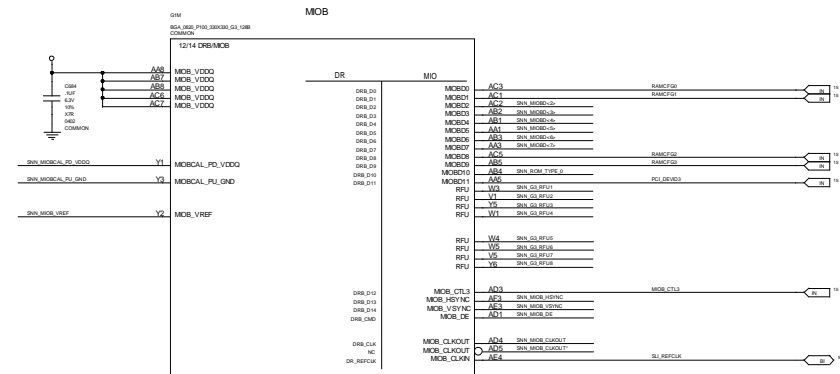 MIOB
G1M
BGA_0820_P100_330X330_G3_128B
COMMON
12/14 DRB/MIOB
DR
MIO
AA8 MIOB_VDDQ
AB7 MIOB_VDDQ
AB8 MIOB_VDDQ
AC6 MIOB_VDDQ
AC7 MIOB_VDDQ
C684
.1UF
6.3V
10%
X7R
0402
COMMON
SNN_MIOBCAL_PD_VDDQ Y1 MIOBCAL_PD_VDDQ
SNN_MIOBCAL_PU_GND Y3 MIOBCAL_PU_GND
SNN_MIOB_VREF Y2 MIOB_VREF
DRB_D0
DRB_D1
DRB_D2
DRB_D3
DRB_D4
DRB_D5
DRB_D6
DRB_D7
DRB_D8
DRB_D9
DRB_D10
DRB_D11
DRB_D12
DRB_D13
DRB_D14
DRB_CMD
DRB_CLK
NC
DR_REFCLK
MIOBD0 AC3 RAMCFG0 IN
MIOBD1 AC1 RAMCFG1 IN
MIOBD2 AC2 SNN_MIOBD<2>
MIOBD3 AB2 SNN_MIOBD<3>
MIOBD4 AB1 SNN_MIOBD<4>
MIOBD5 AA1 SNN_MIOBD<5>
MIOBD6 AB3 SNN_MIOBD<6>
MIOBD7 AA3 SNN_MIOBD<7>
MIOBD8 AC5 RAMCFG2 IN
MIOBD9 AB5 RAMCFG3 IN
MIOBD10 AB4 SNN_ROM_TYPE_0
MIOBD11 AA5 PCI_DEVID3 IN
RFU W3 SNN_G3_RFU1
RFU V1 SNN_G3_RFU2
RFU Y5 SNN_G3_RFU3
RFU W1 SNN_G3_RFU4
RFU W4 SNN_G3_RFU5
RFU W5 SNN_G3_RFU6
RFU V5 SNN_G3_RFU7
RFU Y6 SNN_G3_RFU8
MIOB_CTL3 AD3 MIOB_CTL3 IN
MIOB_HSYNC AF3 SNN_MIOB_HSYNC
MIOB_VSYNC AE3 SNN_MIOB_VSYNC
MIOB_DE AD1 SNN_MIOB_DE
MIOB_CLKOUT AD4 SNN_MIOB_CLKOUT
MIOB_CLKOUT AD5 SNN_MIOB_CLKOUT*
MIOB_CLKIN AE4 SLI_REFCLK BI